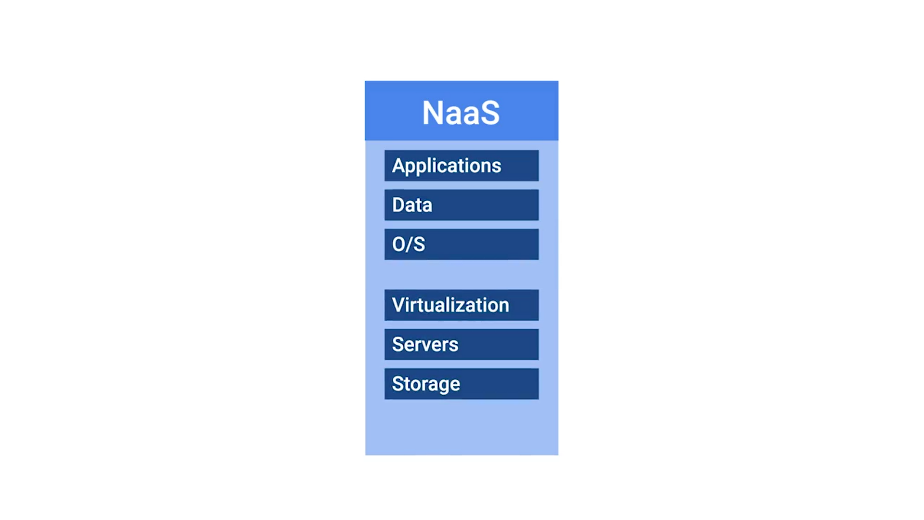 NaaS
Applications
Data
O/S
Virtualization
Servers
Storage